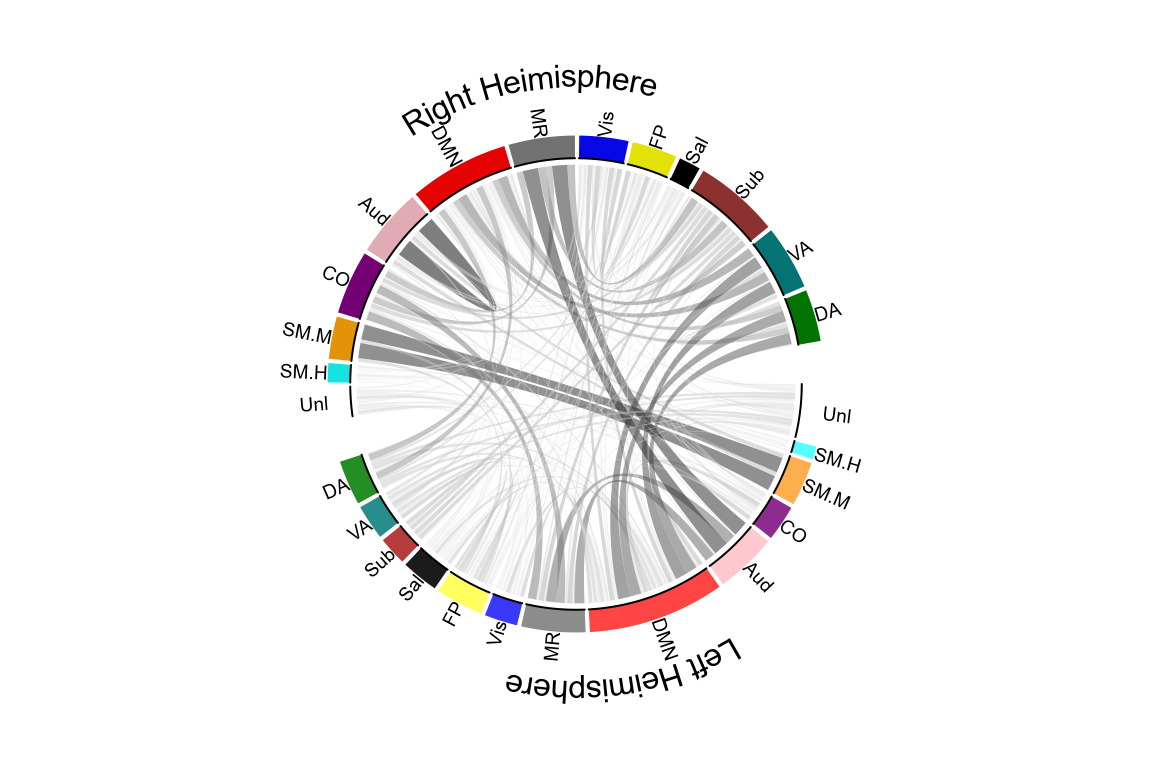 Right Heimisphere
MR
Vis
FP
Sal
Sub
VA
DA
DMN
Aud
CO
SM.M
SM.H
Unl
Unl
SM.H
SM.M
CO
Aud
DMN
MR
Vis
FP
Sal
Sub
VA
DA
Left Heimisphere